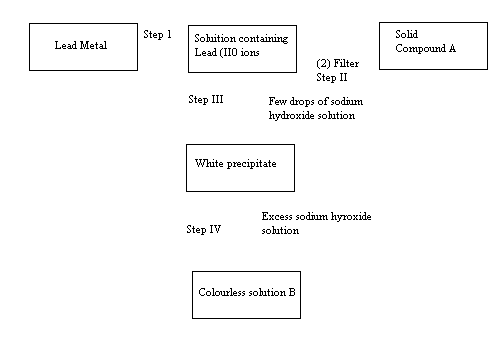 Lead Metal
Step 1
Soluition containing
Lead (II0 ions
(2) Filter
Step II
Solid
Compound A
Step III
Few drops of sodium
hydroxide solution
White precipitate
Step IV
Excess sodium hyroxide
solution
Colourless solution B